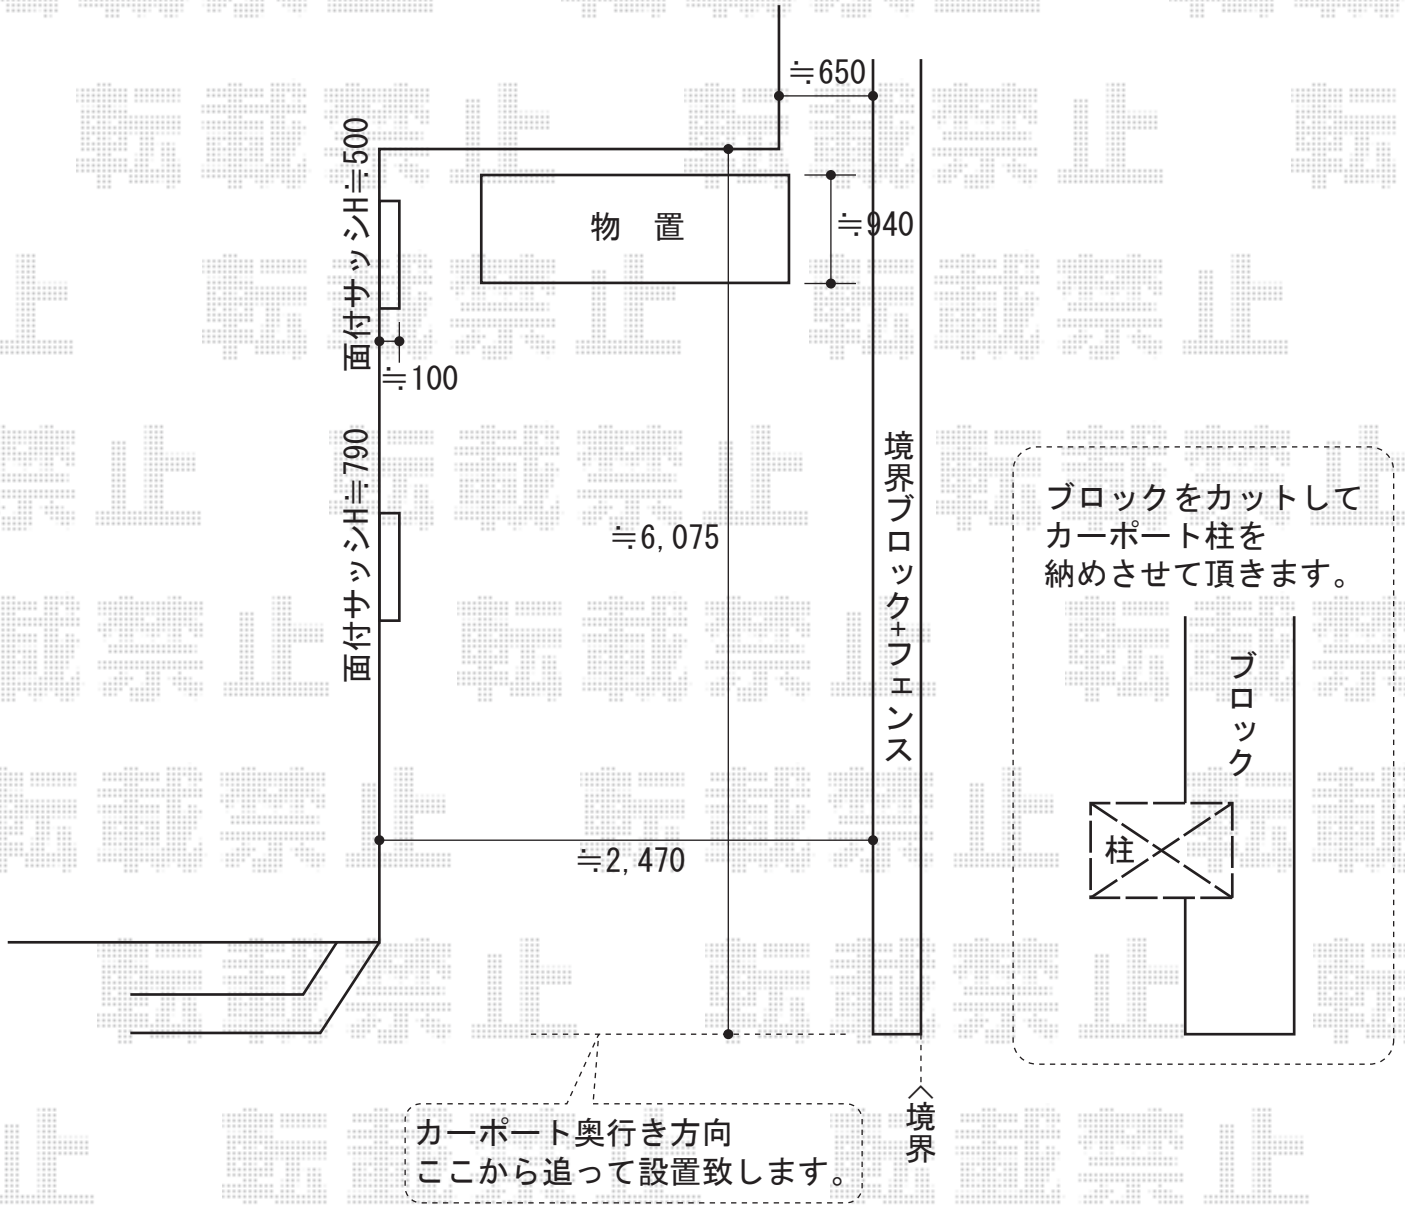 ≒650
面付サッシH≒500
物　置
≒940
≒100
面付サッシH≒790
≒6,075
境界ブロック+フェンス
≒2,470
ブロックをカットして
カーポート柱を
納めさせて頂きます。
ブロック
柱
カーポート奥行き方向
ここから追って設置致します。
境界
転載禁止